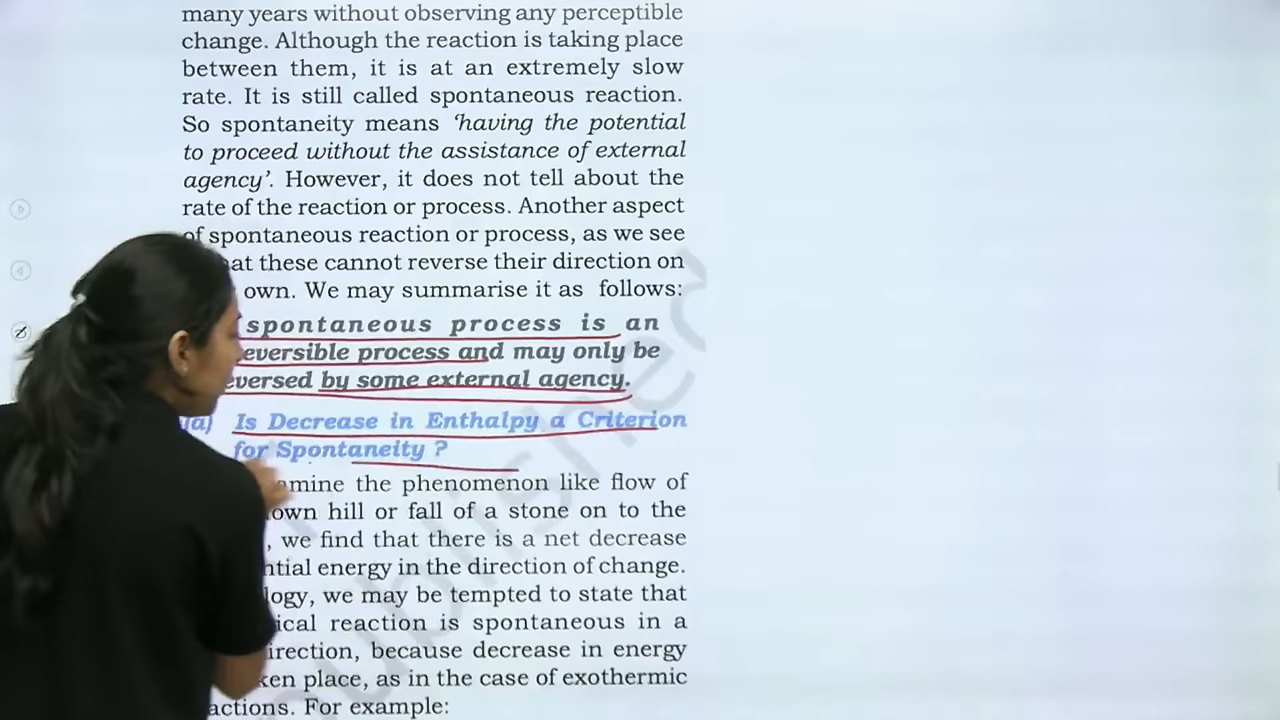 many years without observing any perceptible
change. Although the reaction is taking place
between them, it is at an extremely slow
rate. It is still called spontaneous reaction.
So spontaneity means ‘having the potential
to proceed without the assistance of external
agency’. However, it does not tell about the
rate of the reaction or process. Another aspect
of spontaneous reaction or process, as we see
at these cannot reverse their direction on
own. We may summarise it as follows:
spontaneous process is an
eversible process and may only be
eversed by some external agency.
(a) Is Decrease in Enthalpy a Criterion
for Spontaneity ?
amine the phenomenon like flow of
own hill or fall of a stone on to the
, we find that there is a net decrease
ntial energy in the direction of change.
logy, we may be tempted to state that
ical reaction is spontaneous in a
irection, because decrease in energy
ken place, as in the case of exothermic
actions. For example:
published